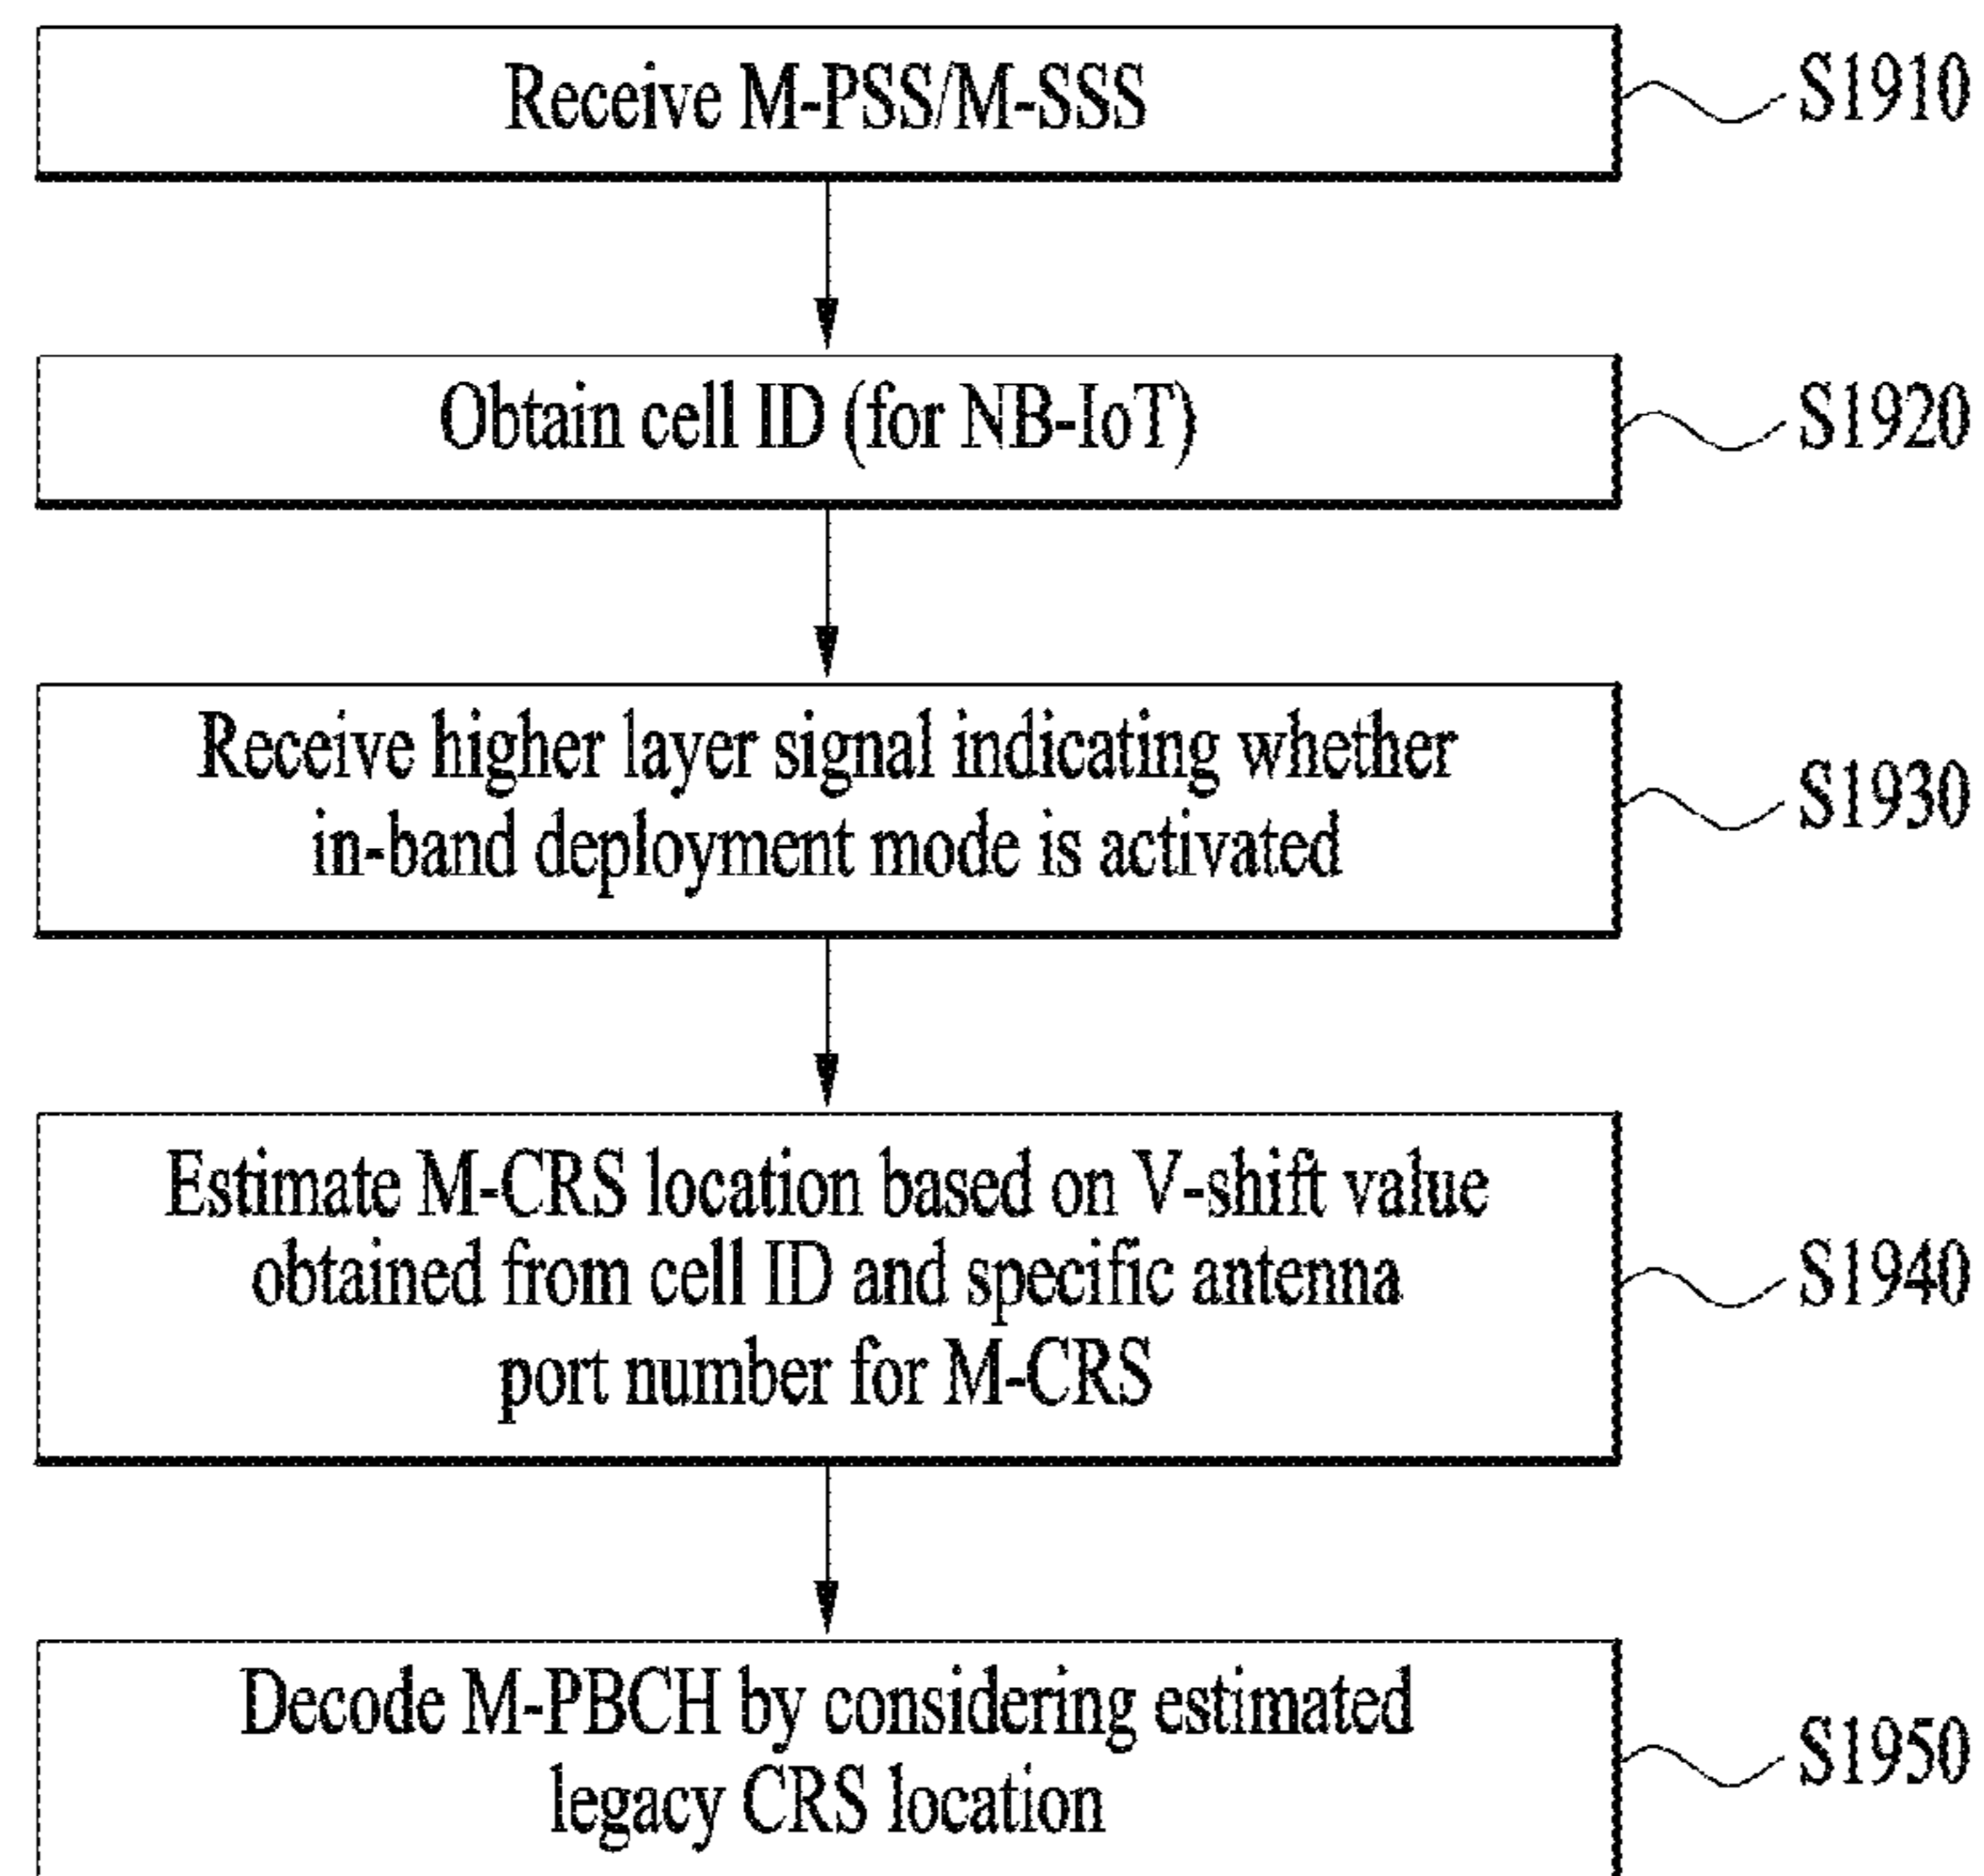 Receive M-PSS/M-SSS
S1910
Obtain cell ID (for NB-IoT)
S1920
Receive higher layer signal indicating whether
in-band deployment mode is activated
S1930
Estimate M-CRS location based on V-shift value
obtained from cell ID and specific antenna
port number for M-CRS
S1940
Decode M-PBCH by considering estimated
legacy CRS location
S1950